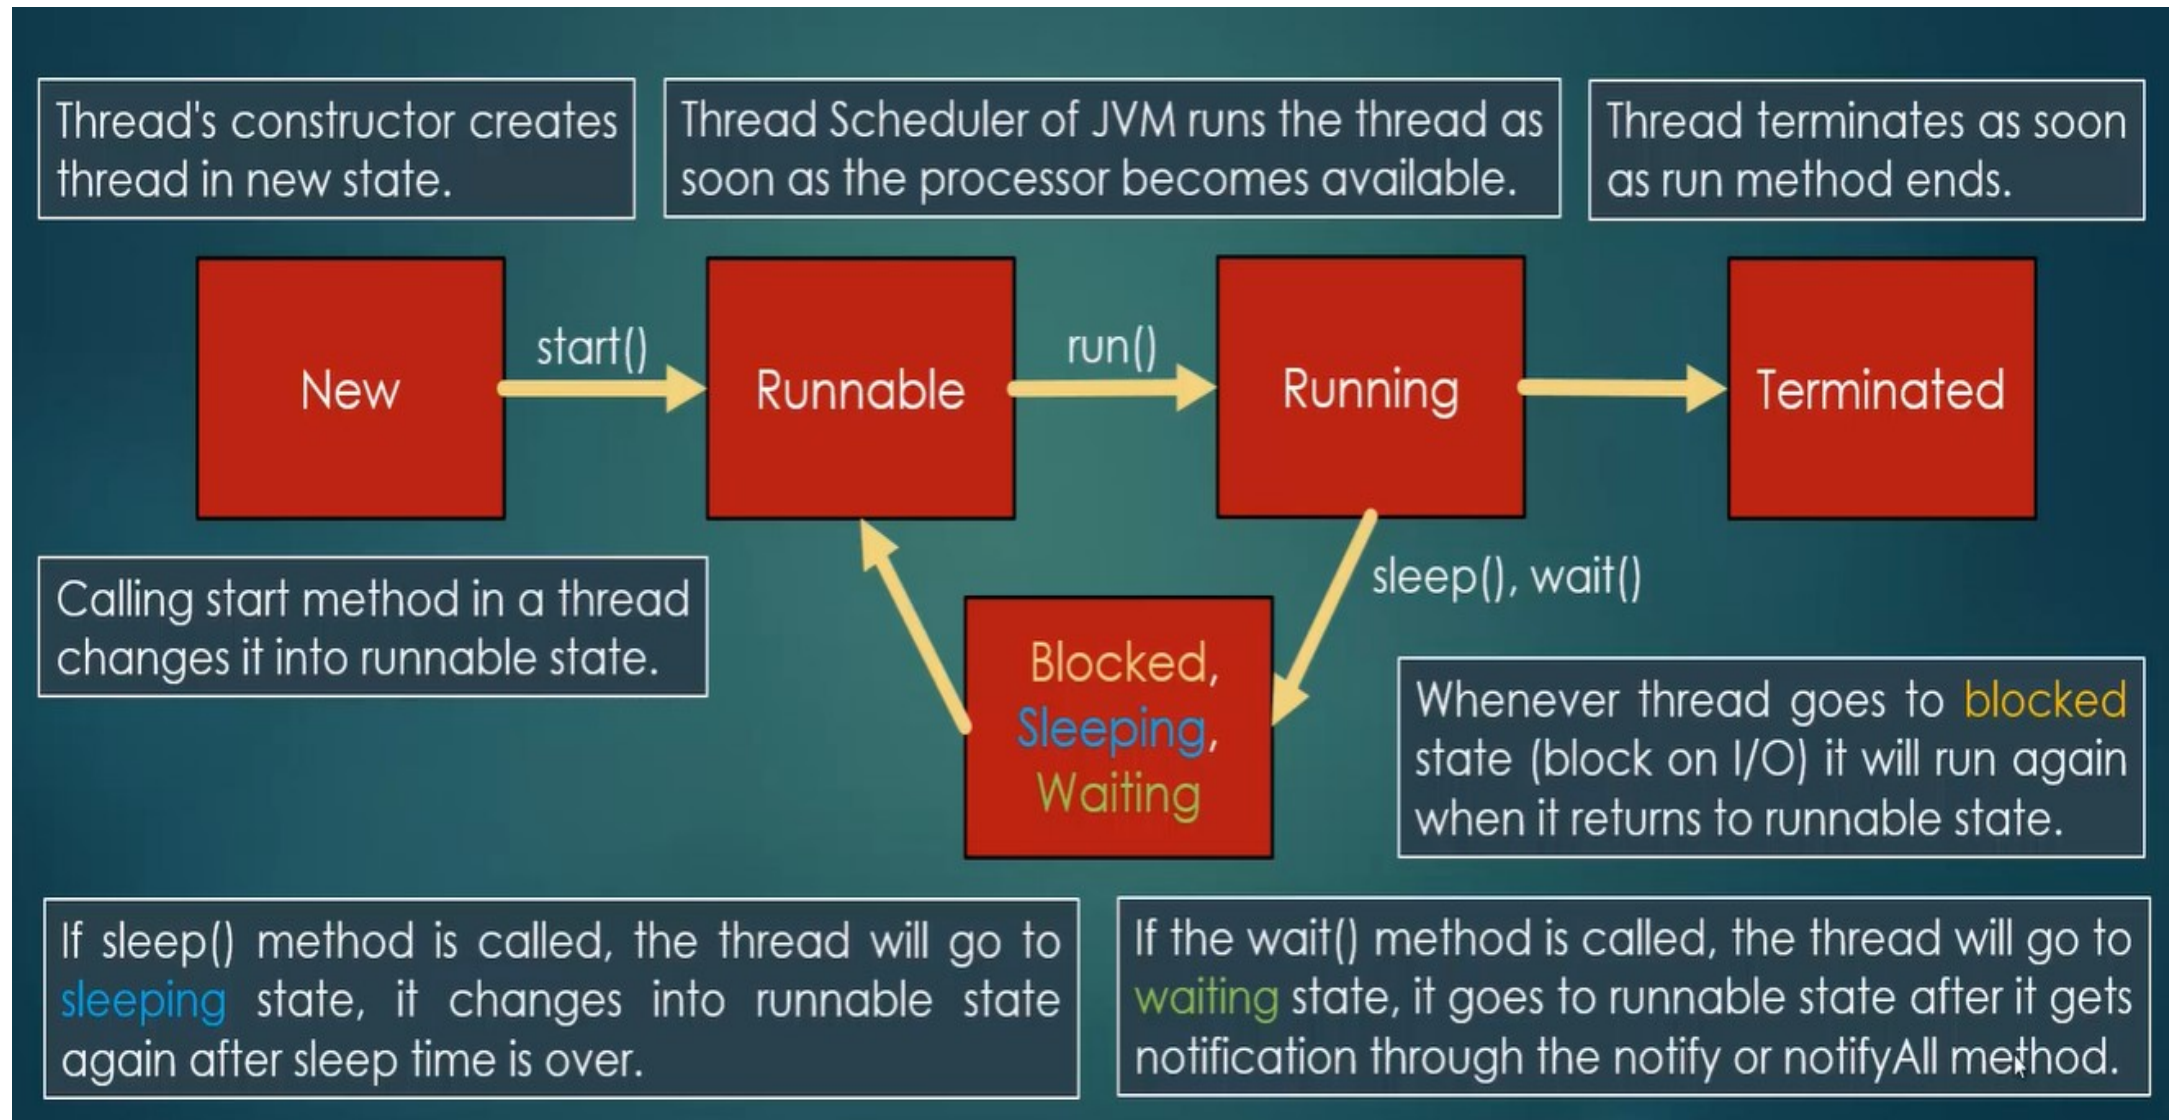 Thread's constructor creates
thread in new state.
Thread Scheduler of JVM runs the thread as
soon as the processor becomes available.
Thread terminates as soon
as run method ends.
New
start()
Runnable
run()
Running
Terminated
Calling start method in a thread
changes it into runnable state.
sleep(), wait()
Blocked,
Sleeping,
Waiting
Whenever thread goes to blocked
state (block on I/O) it will run again
when it returns to runnable state.
If sleep() method is called, the thread will go to
sleeping state, it changes into runnable state
again after sleep time is over.
If the wait() method is called, the thread will go to
waiting state, it goes to runnable state after it gets
notification through the notify or notifyAll method.